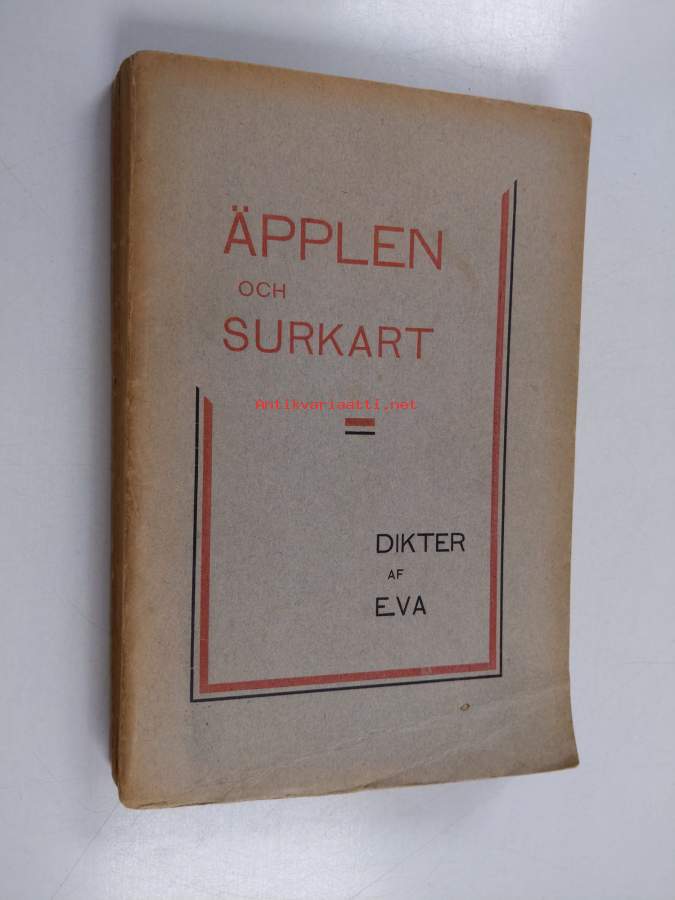 ÄPPLEN
OCH
SURKART
Antikvariaatti.net
DIKTER
AF
EVA